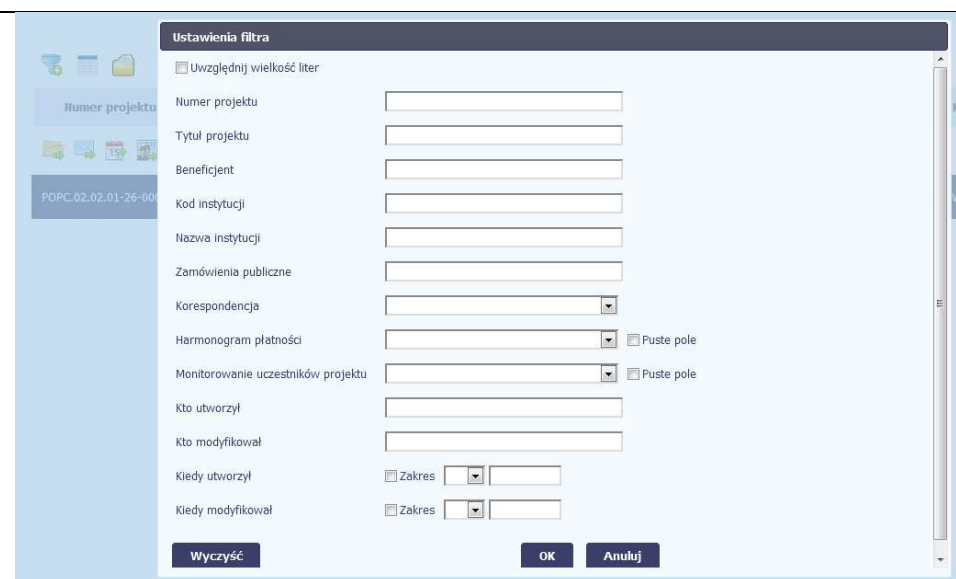 Ustawienia filtra
Uwzględnij wielkość liter
Numer projektu
Numer projektu
Tytuł projektu
15
Beneficjent
POPC.02.02.01-26-00
Kod instytucji
Nazwa instytucji
Zamówienia publiczne
Korespondencja
Harmonogram płatności Puste pole
Monitorowanie uczestników projektu Puste pole
Kto utworzył
Kto modyfikował
Kiedy utworzył Zakres
Kiedy modyfikował Zakres
Wyczyść OK Anuluj